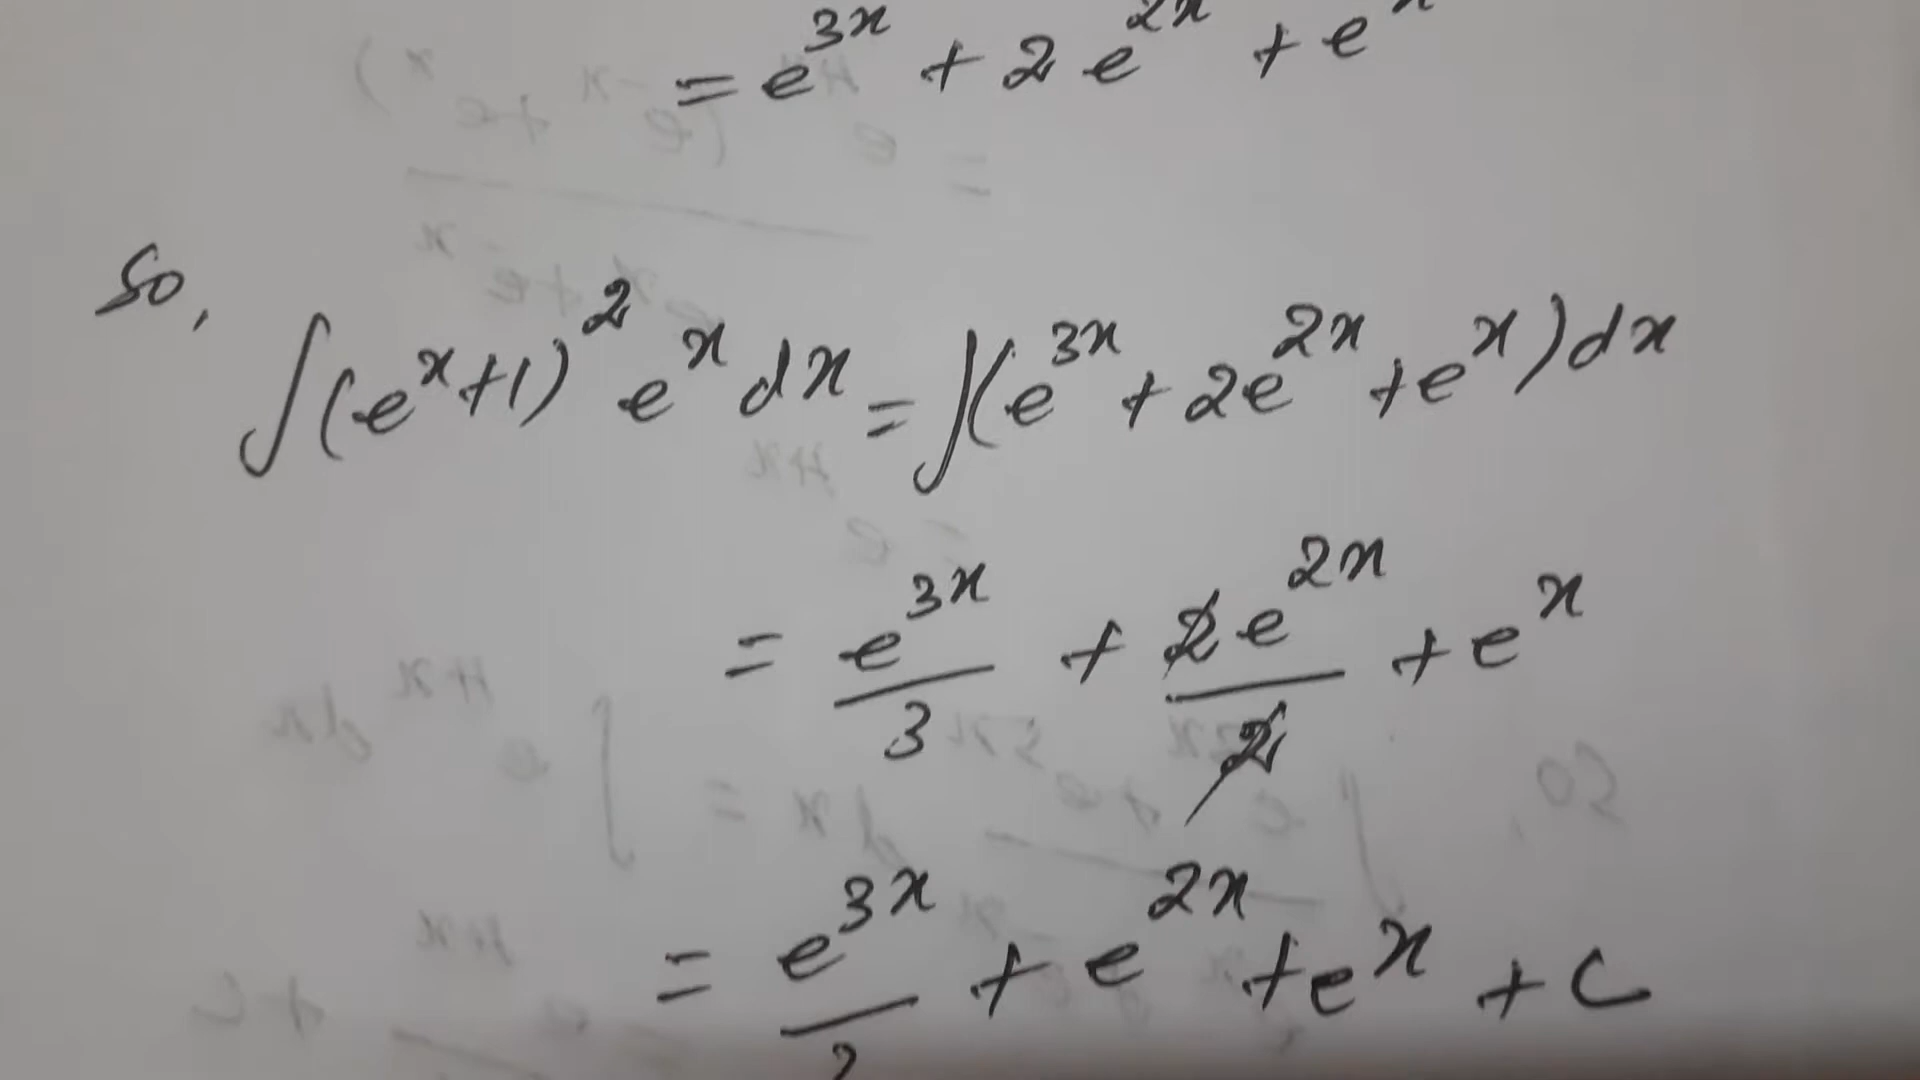 = e^{3x} + 2e^{2x} + e^x
So,
∫(e^x+1)^2 e^x dx = ∫(e^{3x} + 2e^{2x} + e^x)dx
= e^{3x}/3 + 2e^{2x}/2 + e^x
= e^{3x}/3 + e^{2x} + e^x + c